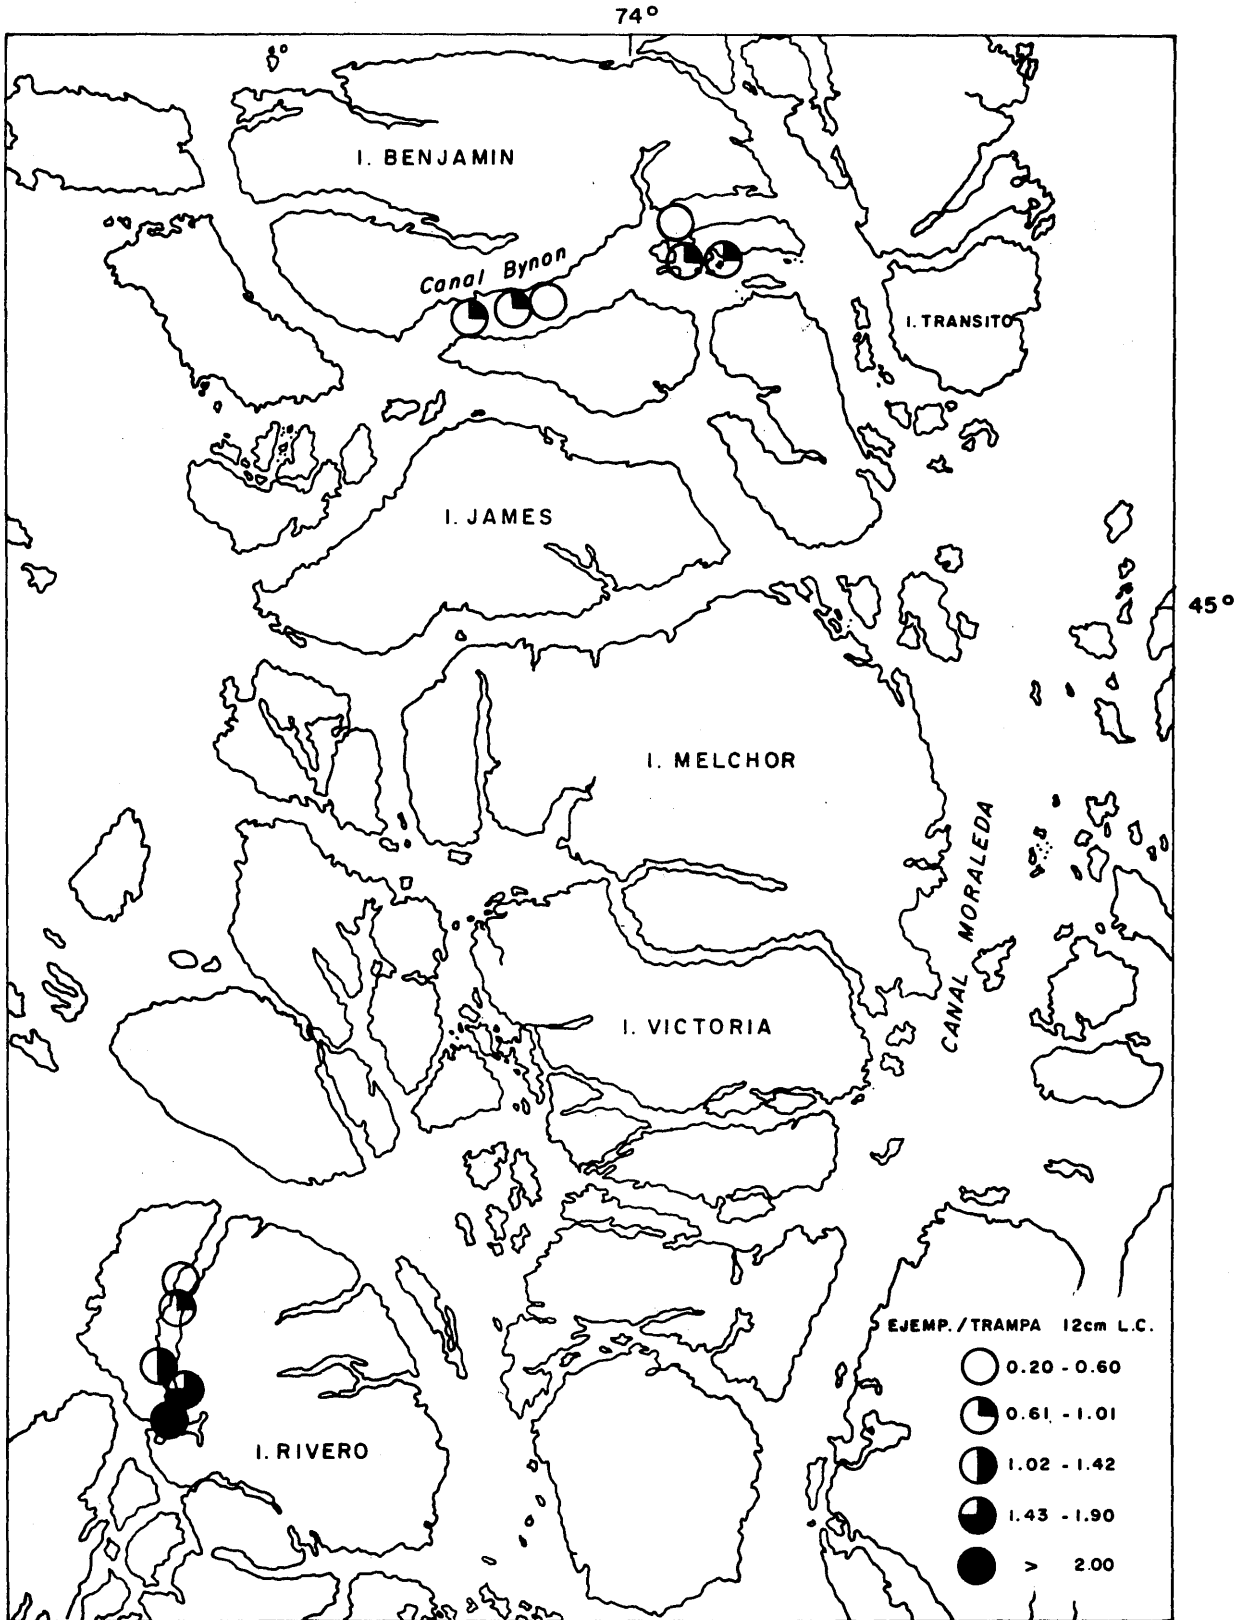 74°
I. BENJAMIN
Canal Bynon
I. TRANSITO
I. JAMES
45°
I. MELCHOR
CANAL MORALEDA
I. VICTORIA
EJEMP./TRAMPA 12cm L.C.
0.20 - 0.60
0.61 - 1.01
1.02 - 1.42
1.43 - 1.90
> 2.00
I. RIVERO